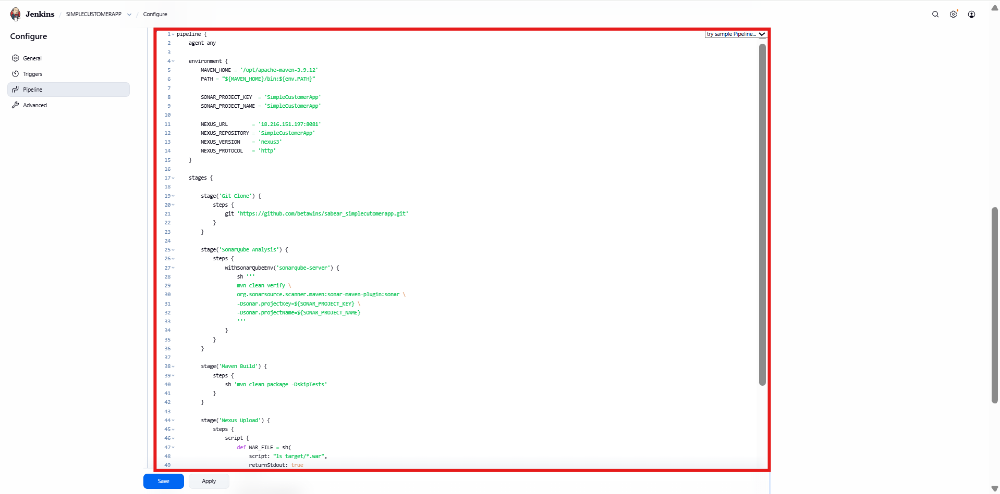 Jenkins / SIMPLECUSTOMERAPP / Configure
Configure
General
Triggers
Pipeline
Advanced
try sample Pipeline...
1 pipeline {
2     agent any
3
4     environment {
5         MAVEN_HOME = '/opt/apache-maven-3.9.12'
6         PATH = "${MAVEN_HOME}/bin:${env.PATH}"
7
8         SONAR_PROJECT_KEY  = 'SimpleCustomerApp'
9         SONAR_PROJECT_NAME = 'SimpleCustomerApp'
10
11         NEXUS_URL        = '18.216.151.197:8081'
12         NEXUS_REPOSITORY = 'SimpleCustomerApp'
13         NEXUS_VERSION    = 'nexus3'
14         NEXUS_PROTOCOL   = 'http'
15     }
16
17     stages {
18
19         stage('Git Clone') {
20             steps {
21                 git 'https://github.com/betawins/sabear_simplecutomerapp.git'
22             }
23         }
24
25         stage('SonarQube Analysis') {
26             steps {
27                 withSonarQubeEnv('sonarqube-server') {
28                     sh '''
29                     mvn clean verify \
30                     org.sonarsource.scanner.maven:sonar-maven-plugin:sonar \
31                     -Dsonar.projectKey=${SONAR_PROJECT_KEY} \
32                     -Dsonar.projectName=${SONAR_PROJECT_NAME}
33                     '''
34                 }
35             }
36         }
37
38         stage('Maven Build') {
39             steps {
40                 sh 'mvn clean package -DskipTests'
41             }
42         }
43
44         stage('Nexus Upload') {
45             steps {
46                 script {
47                     def WAR_FILE = sh(
48                         script: "ls target/*.war",
49                         returnStdout: true
Save
Apply